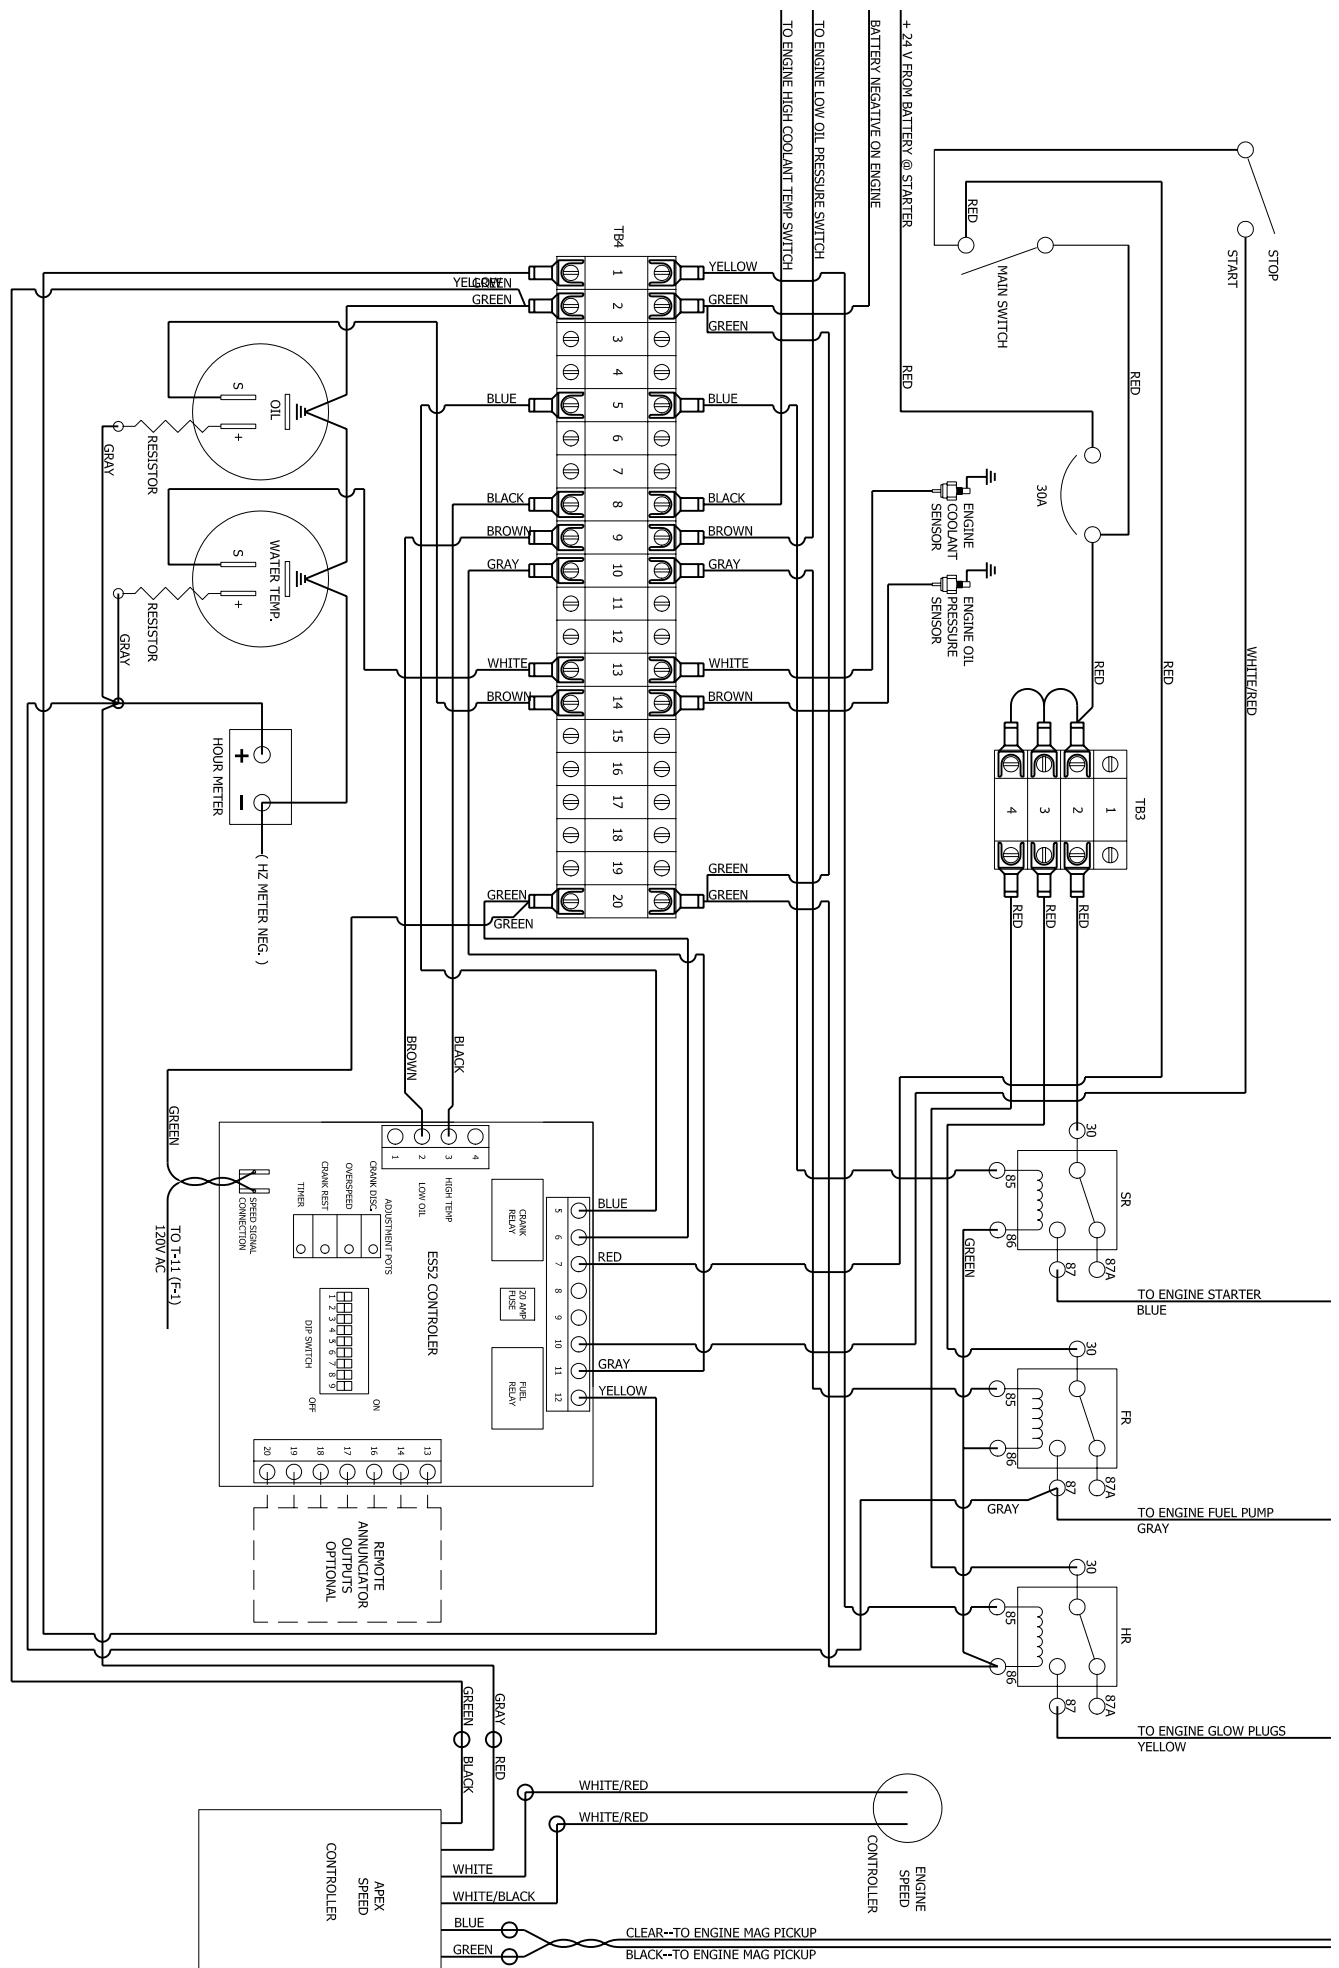 + 24 V FROM BATTERY @ STARTER
BATTERY NEGATIVE ON ENGINE
TO ENGINE LOW OIL PRESSURE SWITCH
TO ENGINE HIGH COOLANT TEMP SWITCH
STOP
START
MAIN SWITCH
RED
RED
RED
30A
RED
RED
WHITE/RED
TB3
1
2
3
4
RED
RED
RED
ENGINE
COOLANT
SENSOR
ENGINE OIL
PRESSURE
SENSOR
TB4
1
2
3
4
5
6
7
8
9
10
11
12
13
14
15
16
17
18
19
20
YELLOW
GREEN
GREEN
BLUE
BLACK
BROWN
GRAY
WHITE
BROWN
GREEN
GREEN
YELLOW
GREEN
GREEN
BLUE
BLACK
BROWN
GRAY
WHITE
BROWN
GREEN
GREEN
S
OIL
+
RESISTOR
GRAY
S
WATER TEMP.
+
RESISTOR
GRAY
+
−
HOUR METER
( HZ METER NEG. )
BROWN
BLACK
GREEN
TO T-11 (F-1)
120V AC
SPEED SIGNAL
CONNECTION
1
2
3
4
LOW OIL
HIGH TEMP
ADJUSTMENT POTS
CRANK DISC.
OVERSPEED
CRANK REST
TIMER
ES52 CONTROLER
CRANK
RELAY
20 AMP
FUSE
FUEL
RELAY
5
6
7
8
9
10
11
12
BLUE
RED
GRAY
YELLOW
1
2
3
4
5
6
7
8
9
DIP SWITCH
ON
OFF
20
19
18
17
16
14
13
REMOTE
ANNUNCIATOR
OUTPUTS
OPTIONAL
SR
30
85
86
87
87A
GREEN
TO ENGINE STARTER
BLUE
FR
30
85
86
87
87A
GRAY
TO ENGINE FUEL PUMP
GRAY
HR
30
85
86
87
87A
TO ENGINE GLOW PLUGS
YELLOW
GREEN
GRAY
BLACK
RED
WHITE/RED
WHITE/RED
ENGINE
SPEED
CONTROLLER
APEX
SPEED
CONTROLLER
WHITE
WHITE/BLACK
BLUE
GREEN
CLEAR--TO ENGINE MAG PICKUP
BLACK--TO ENGINE MAG PICKUP